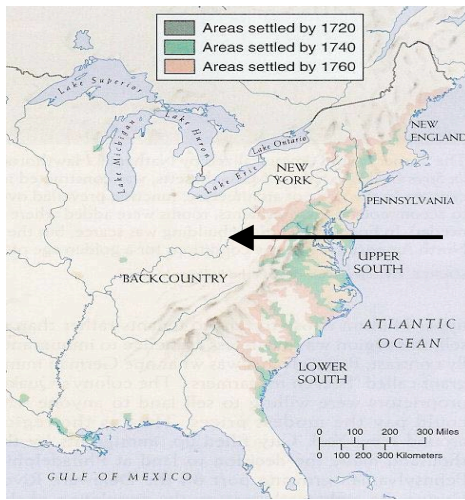 Areas settled by 1720
Areas settled by 1740
Areas settled by 1760
Lake Superior
Lake Michigan
Lake Huron
Lake Ontario
Lake Erie
NEW
ENGLAND
NEW
YORK
PENNSYLVANIA
UPPER
SOUTH
BACKCOUNTRY
ATLANTIC
OCEAN
LOWER
SOUTH
0 100 200 300 Miles
0 100 200 300 Kilometers
GULF OF MEXICO